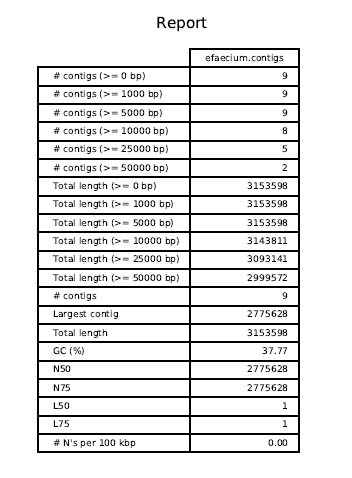 Report
efaecium.contigs
# contigs (>= 0 bp) 9
# contigs (>= 1000 bp) 9
# contigs (>= 5000 bp) 9
# contigs (>= 10000 bp) 8
# contigs (>= 25000 bp) 5
# contigs (>= 50000 bp) 2
Total length (>= 0 bp) 3153598
Total length (>= 1000 bp) 3153598
Total length (>= 5000 bp) 3153598
Total length (>= 10000 bp) 3143811
Total length (>= 25000 bp) 3093141
Total length (>= 50000 bp) 2999572
# contigs 9
Largest contig 2775628
Total length 3153598
GC (%) 37.77
N50 2775628
N75 2775628
L50 1
L75 1
# N's per 100 kbp 0.00